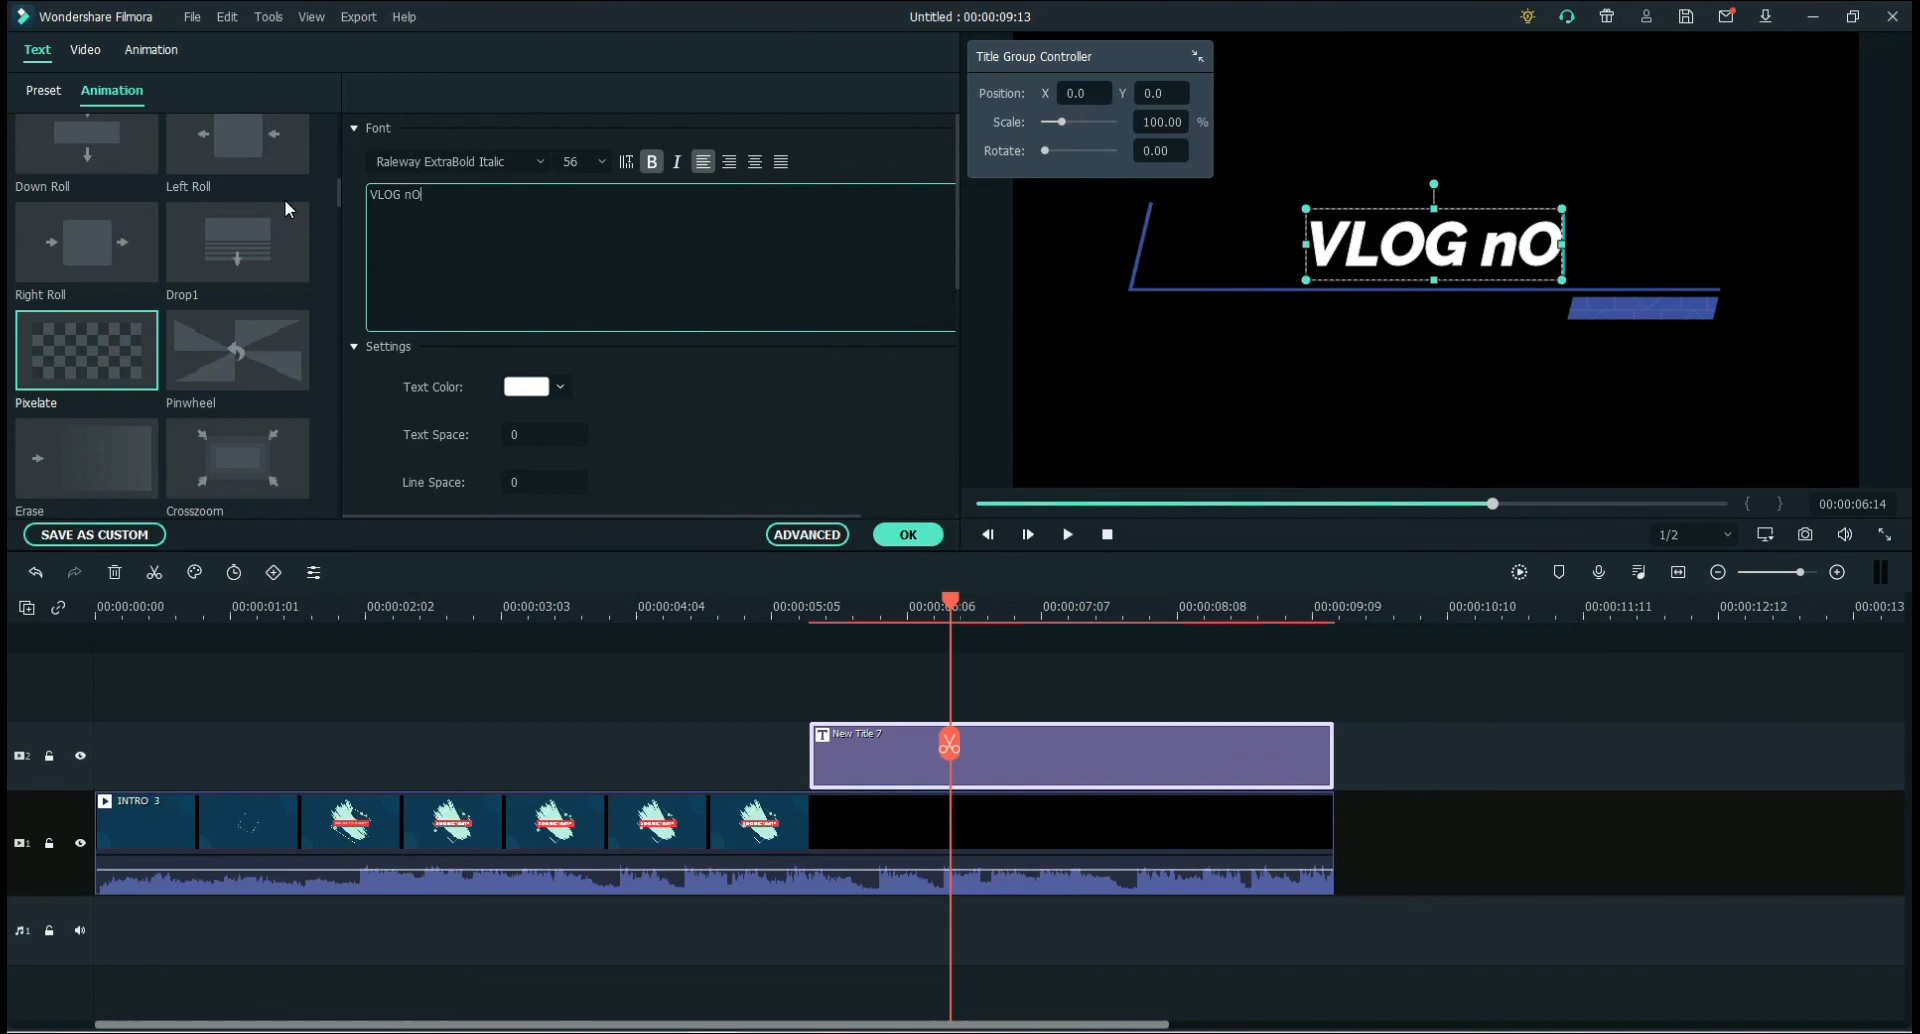 Wondershare Filmora File Edit Tools View Export Help Untitled : 00:00:09:13
Text Video Animation
Preset Animation
Down Roll Left Roll
Right Roll Drop1
Pixelate Pinwheel
Erase Crosszoom
SAVE AS CUSTOM
Font
Raleway ExtraBold Italic 56 B I
VLOG nO
Settings
Text Color:
Text Space: 0
Line Space: 0
ADVANCED OK
Title Group Controller
Position: X 0.0 Y 0.0
Scale: 100.00 %
Rotate: 0.00
VLOG nO
{ } 00:00:06:14
1/2
00:00:00:00 00:00:01:01 00:00:02:02 00:00:03:03 00:00:04:04 00:00:05:05 00:00:06:06 00:00:07:07 00:00:08:08 00:00:09:09 00:00:10:10 00:00:11:11 00:00:12:12 00:00:13
2 T New Title 7
INTRO 3
1
1